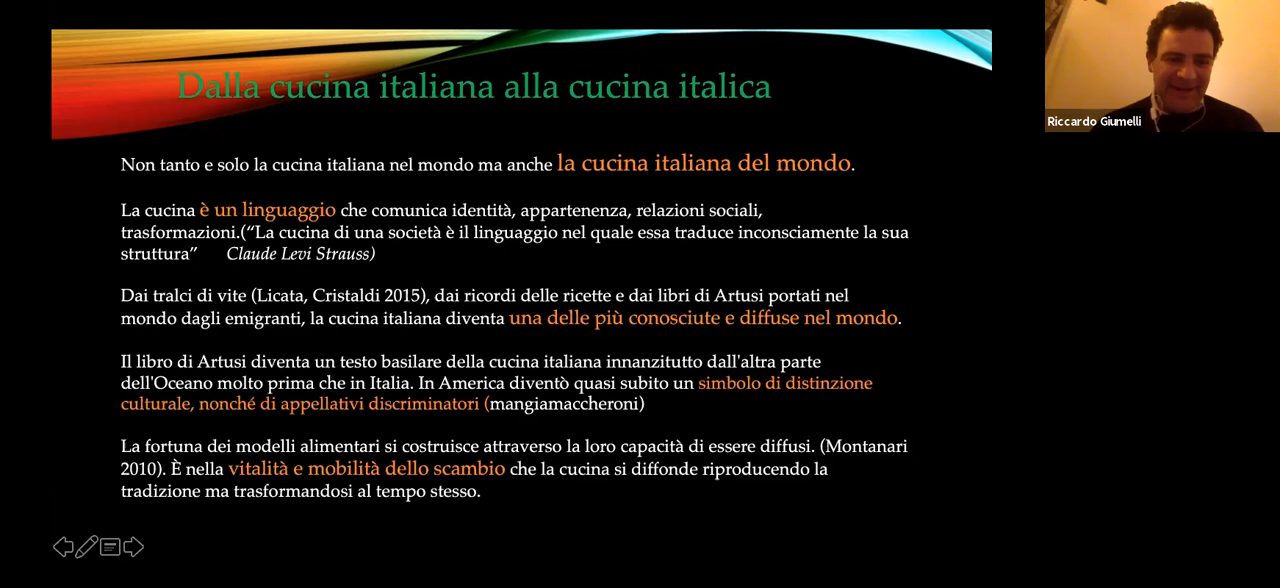 Dalla cucina italiana alla cucina italica
Riccardo Giumelli
Non tanto e solo la cucina italiana nel mondo ma anche la cucina italiana del mondo.
La cucina è un linguaggio che comunica identità, appartenenza, relazioni sociali,
trasformazioni.(“La cucina di una società è il linguaggio nel quale essa traduce inconsciamente la sua
struttura” Claude Levi Strauss)
Dai tralci di vite (Licata, Cristaldi 2015), dai ricordi delle ricette e dai libri di Artusi portati nel
mondo dagli emigranti, la cucina italiana diventa una delle più conosciute e diffuse nel mondo.
Il libro di Artusi diventa un testo basilare della cucina italiana innanzitutto dall'altra parte
dell'Oceano molto prima che in Italia. In America diventò quasi subito un simbolo di distinzione
culturale, nonché di appellativi discriminatori (mangiamaccheroni)
La fortuna dei modelli alimentari si costruisce attraverso la loro capacità di essere diffusi. (Montanari
2010). È nella vitalità e mobilità dello scambio che la cucina si diffonde riproducendo la
tradizione ma trasformandosi al tempo stesso.